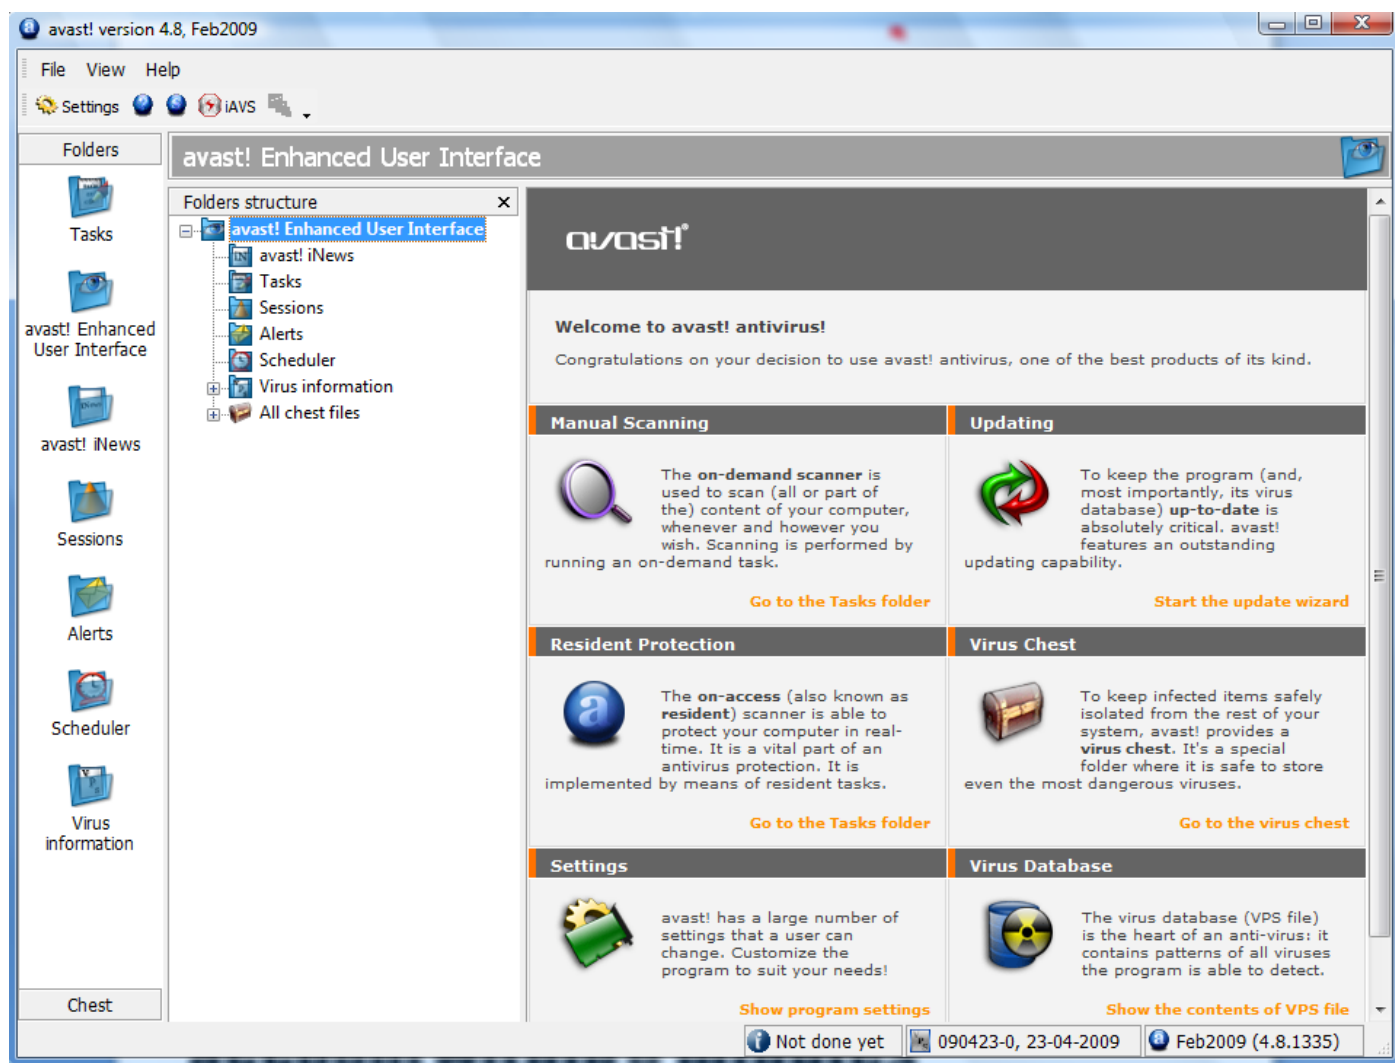 avast! version 4.8, Feb2009
File View Help
Settings iAVS
Folders
Tasks
avast! Enhanced
User Interface
avast! iNews
Sessions
Alerts
Scheduler
Virus
information
Chest
avast! Enhanced User Interface
Folders structure
avast! Enhanced User Interface
avast! iNews
Tasks
Sessions
Alerts
Scheduler
Virus information
All chest files
avast!®
Welcome to avast! antivirus!
Congratulations on your decision to use avast! antivirus, one of the best products of its kind.
Manual Scanning
The on-demand scanner is
used to scan (all or part of
the) content of your computer,
whenever and however you
wish. Scanning is performed by
running an on-demand task.
Go to the Tasks folder
Updating
To keep the program (and,
most importantly, its virus
database) up-to-date is
absolutely critical. avast!
features an outstanding
updating capability.
Start the update wizard
Resident Protection
The on-access (also known as
resident) scanner is able to
protect your computer in real-
time. It is a vital part of an
antivirus protection. It is
implemented by means of resident tasks.
Go to the Tasks folder
Virus Chest
To keep infected items safely
isolated from the rest of your
system, avast! provides a
virus chest. It's a special
folder where it is safe to store
even the most dangerous viruses.
Go to the virus chest
Settings
avast! has a large number of
settings that a user can
change. Customize the
program to suit your needs!
Show program settings
Virus Database
The virus database (VPS file)
is the heart of an anti-virus: it
contains patterns of all viruses
the program is able to detect.
Show the contents of VPS file
Not done yet
090423-0, 23-04-2009
Feb2009 (4.8.1335)